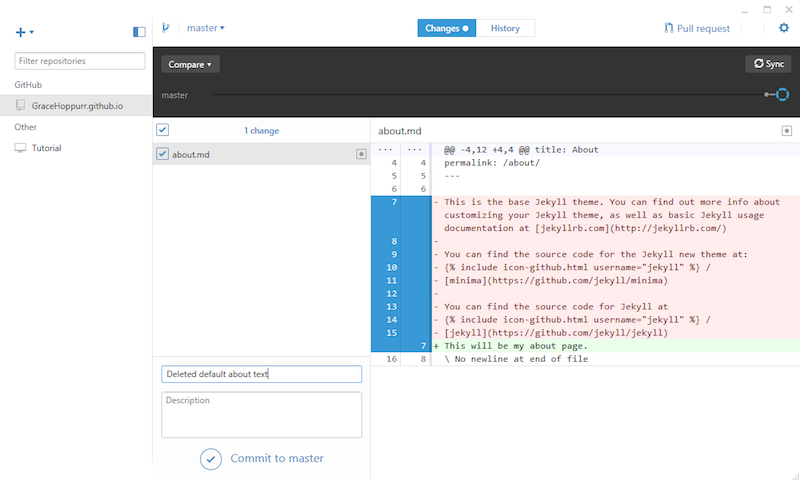 master
Changes
History
Pull request
Filter repositories
GitHub
GraceHoppurr.github.io
Other
Tutorial
Compare
Sync
master
1 change
about.md
about.md
... ... @@ -4,12 +4,4 @@ title: About
4 4 permalink: /about/
5 5 ---
6 6
7 - This is the base Jekyll theme. You can find out more info about
customizing your Jekyll theme, as well as basic Jekyll usage
documentation at [jekyllrb.com](http://jekyllrb.com/)
8 -
9 - You can find the source code for the Jekyll new theme at:
10 - {% include icon-github.html username="jekyll" %} /
11 - [minima](https://github.com/jekyll/minima)
12 -
13 - You can find the source code for Jekyll at
14 - {% include icon-github.html username="jekyll" %} /
15 - [jekyll](https://github.com/jekyll/jekyll)
7 + This will be my about page.
16 8 \ No newline at end of file
Deleted default about text
Description
Commit to master